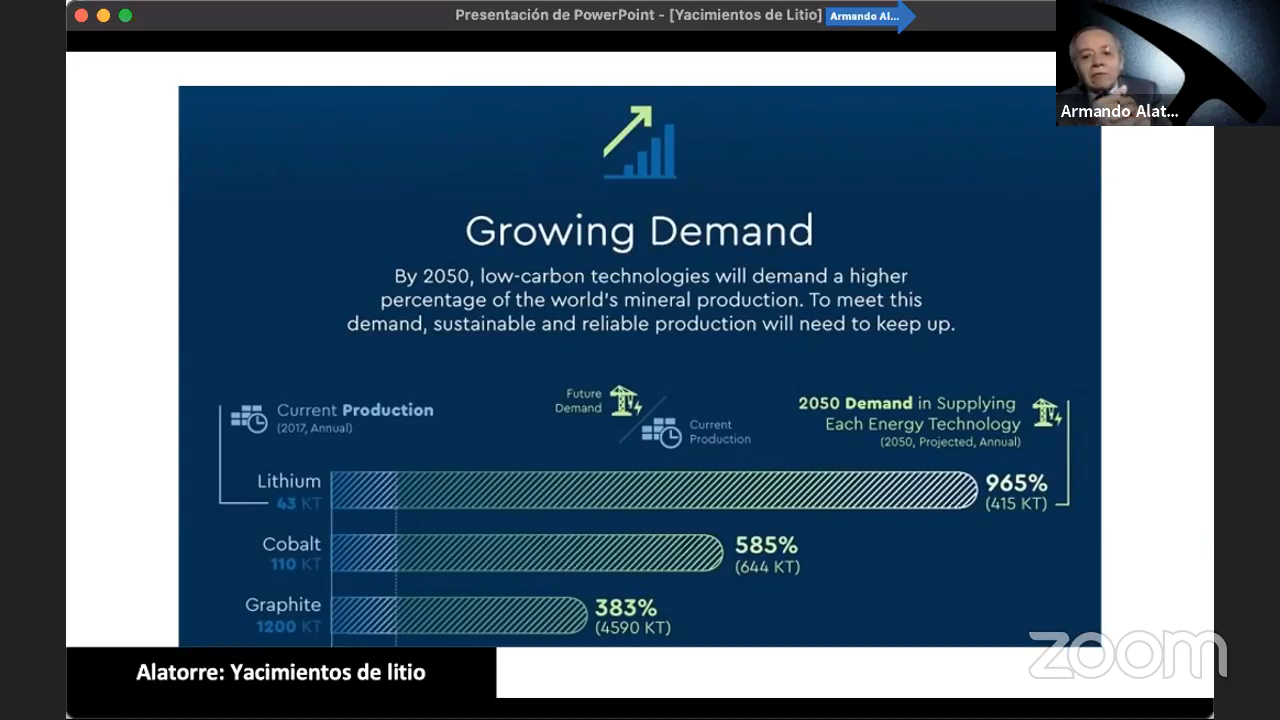 Presentación de PowerPoint - [Yacimientos de Litio]
Armando Al...
Armando Alat...
Growing Demand
By 2050, low-carbon technologies will demand a higher
percentage of the world's mineral production. To meet this
demand, sustainable and reliable production will need to keep up.
Current Production
(2017, Annual)
Future
Demand
Current
Production
2050 Demand in Supplying
Each Energy Technology
(2050, Projected, Annual)
Lithium
43 KT
965%
(415 KT)
Cobalt
110 KT
585%
(644 KT)
Graphite
1200 KT
383%
(4590 KT)
Alatorre: Yacimientos de litio
zoom